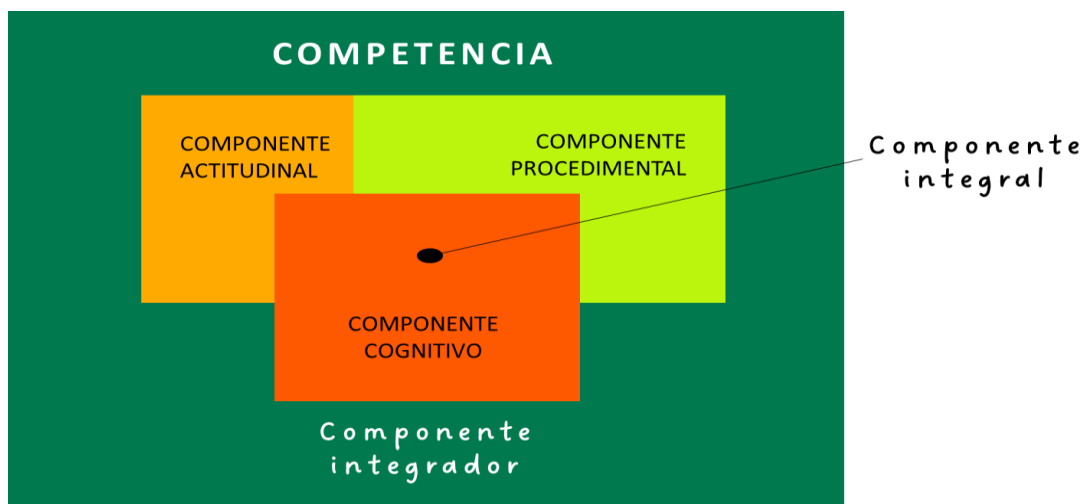 COMPETENCIA
COMPONENTE
ACTITUDINAL
COMPONENTE
PROCEDIMENTAL
Componente
integral
COMPONENTE
COGNITIVO
Componente
integrador